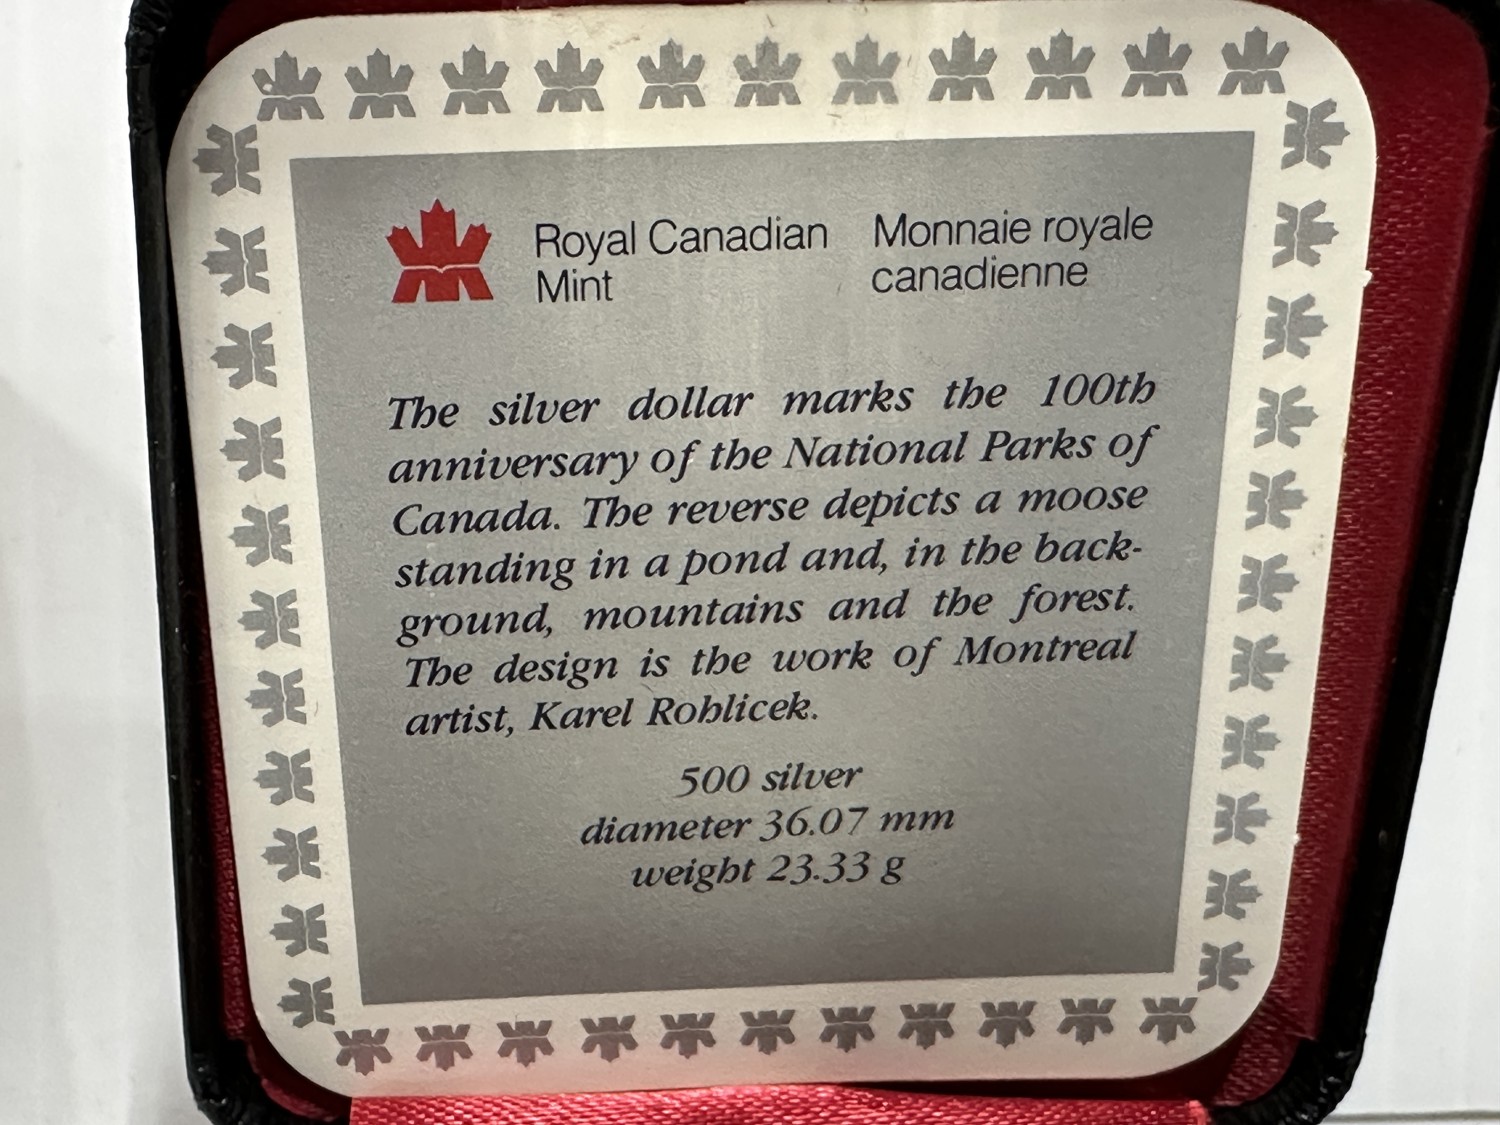 Royal Canadian Mint
Monnaie royale canadienne
The silver dollar marks the 100th
anniversary of the National Parks of
Canada. The reverse depicts a moose
standing in a pond and, in the back-
ground, mountains and the forest.
The design is the work of Montreal
artist, Karel Rohlicek.
500 silver
diameter 36.07 mm
weight 23.33 g